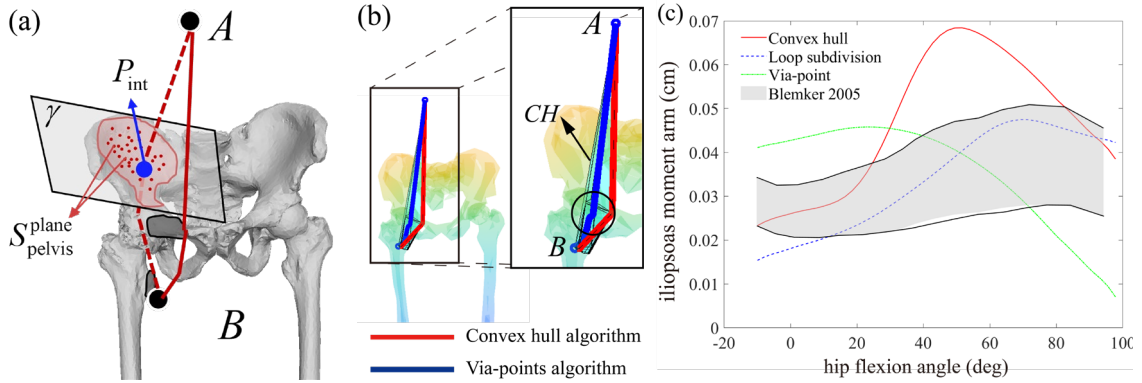 (a)
A
P_int
γ
S^plane_pelvis
B
(b)
A
CH
B
Convex hull algorithm
Via-points algorithm
(c)
0.07
0.06
0.05
0.04
0.03
0.02
0.01
0
iliopsoas moment arm (cm)
Convex hull
Loop subdivision
Via-point
Blemker 2005
-20 0 20 40 60 80 100
hip flexion angle (deg)